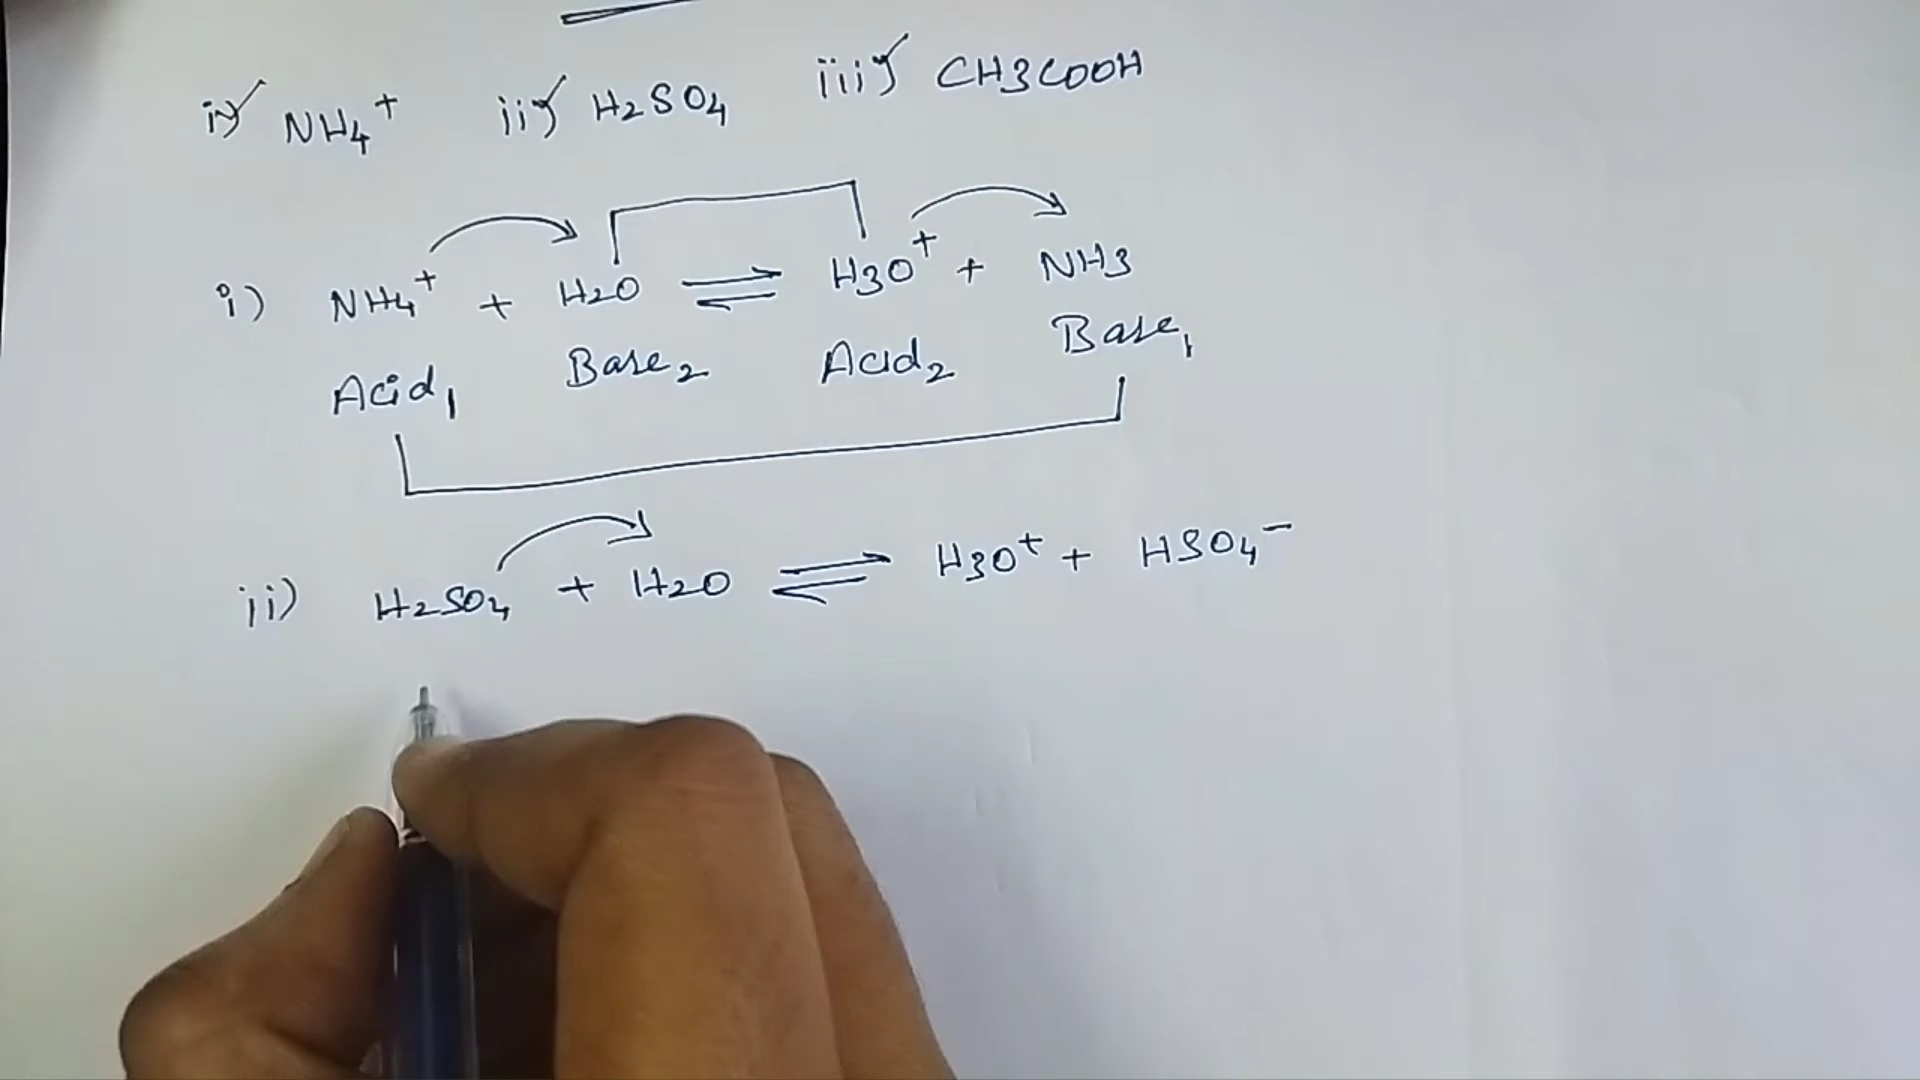 i) NH4+ ii) H2SO4 iii) CH3COOH
i) NH4+ + H2O ⇌ H3O+ + NH3
Acid1 Base2 Acid2 Base1
ii) H2SO4 + H2O ⇌ H3O+ + HSO4-